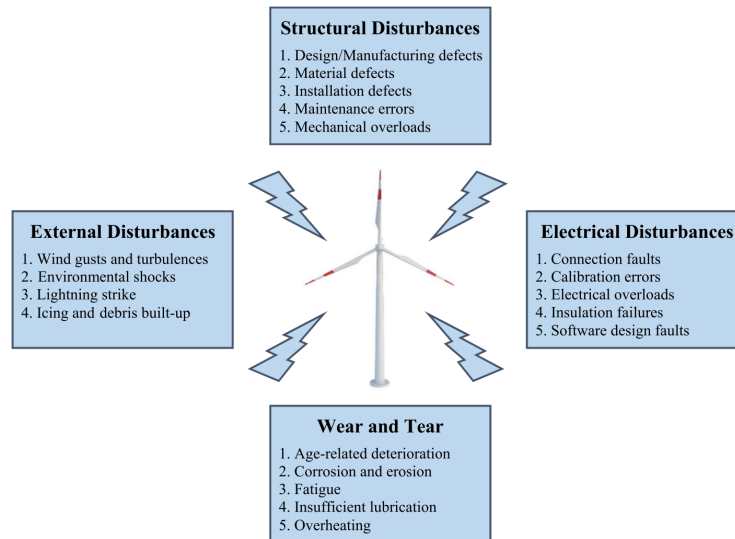 Structural Disturbances
1. Design/Manufacturing defects
2. Material defects
3. Installation defects
4. Maintenance errors
5. Mechanical overloads
External Disturbances
1. Wind gusts and turbulences
2. Environmental shocks
3. Lightning strike
4. Icing and debris built-up
Electrical Disturbances
1. Connection faults
2. Calibration errors
3. Electrical overloads
4. Insulation failures
5. Software design faults
Wear and Tear
1. Age-related deterioration
2. Corrosion and erosion
3. Fatigue
4. Insufficient lubrication
5. Overheating